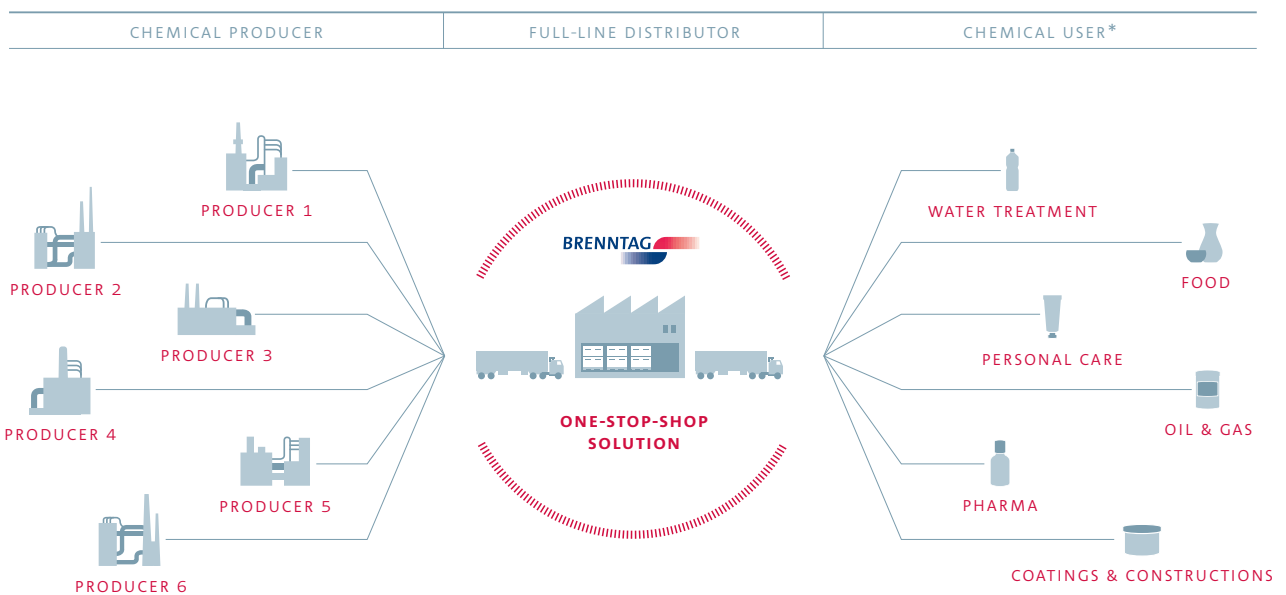 CHEMICAL PRODUCER
FULL-LINE DISTRIBUTOR
CHEMICAL USER*
PRODUCER 1
PRODUCER 2
PRODUCER 3
PRODUCER 4
PRODUCER 5
PRODUCER 6
BRENNTAG
ONE-STOP-SHOP
SOLUTION
WATER TREATMENT
FOOD
PERSONAL CARE
OIL & GAS
PHARMA
COATINGS & CONSTRUCTIONS